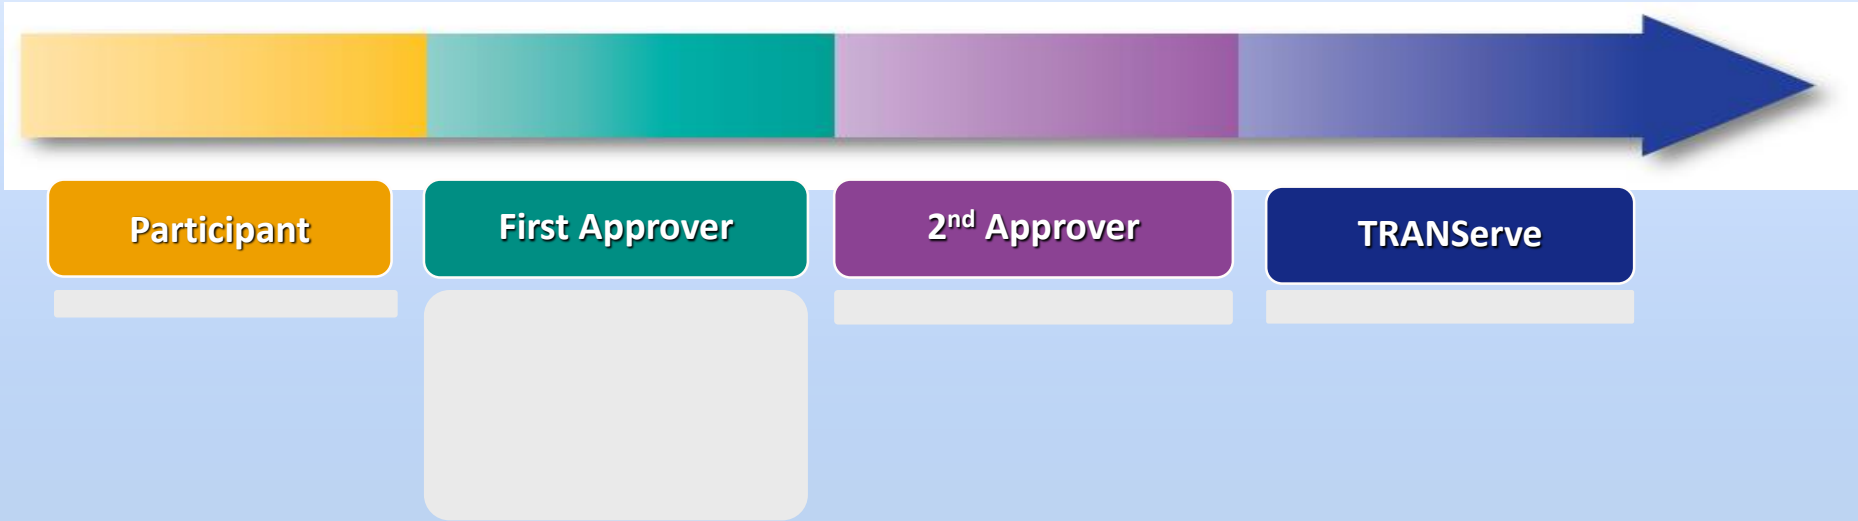 Participant
First Approver
2nd Approver
TRANServe